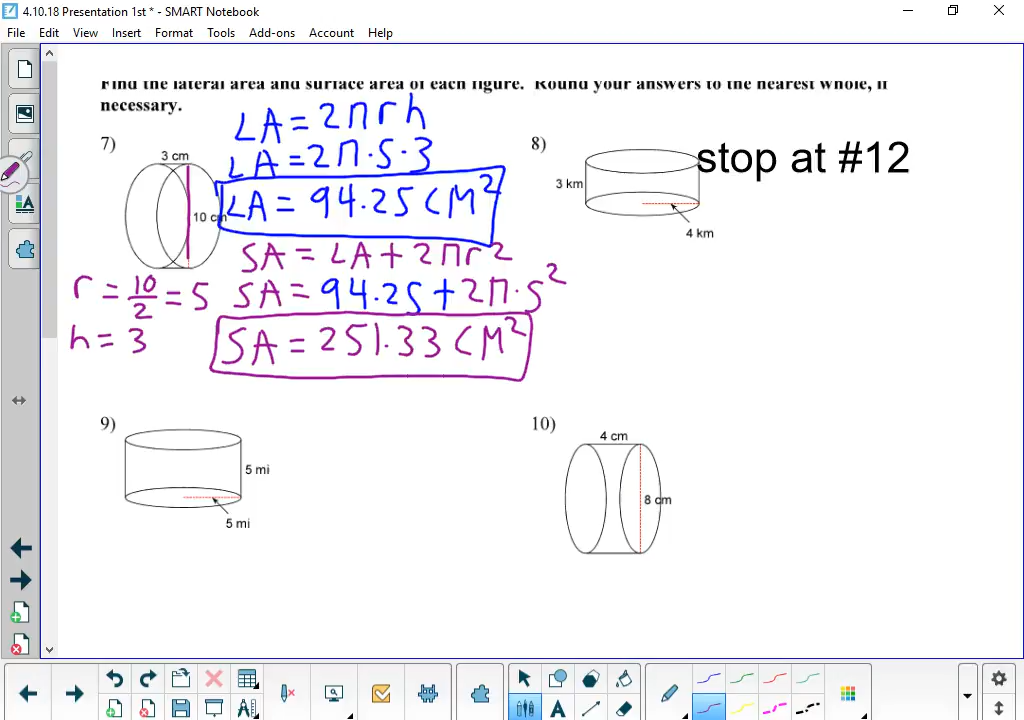 4.10.18 Presentation 1st * - SMART Notebook
File Edit View Insert Format Tools Add-ons Account Help
Find the lateral area and surface area of each figure. Round your answers to the nearest whole, if
necessary.
7)
3 cm
10 cm
LA = 2πrh
LA = 2π·5·3
LA = 94.25 CM²
SA = LA + 2πr²
r = 10/2 = 5
SA = 94.25 + 2π·5²
h = 3
SA = 251.33 CM²
8)
stop at #12
3 km
4 km
9)
5 mi
5 mi
10)
4 cm
8 cm